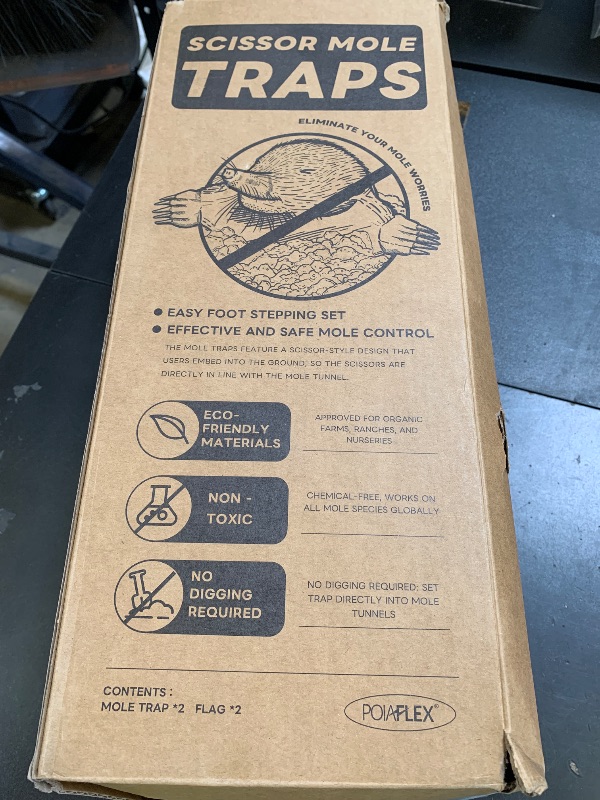 SCISSOR MOLE
TRAPS
ELIMINATE YOUR MOLE WORRIES
● EASY FOOT STEPPING SET
● EFFECTIVE AND SAFE MOLE CONTROL
THE MOLE TRAPS FEATURE A SCISSOR-STYLE DESIGN THAT
USERS EMBED INTO THE GROUND, SO THE SCISSORS ARE
DIRECTLY IN LINE WITH THE MOLE TUNNEL.
ECO-
FRIENDLY
MATERIALS
APPROVED FOR ORGANIC
FARMS, RANCHES, AND
NURSERIES
NON -
TOXIC
CHEMICAL-FREE, WORKS ON
ALL MOLE SPECIES GLOBALLY
NO
DIGGING
REQUIRED
NO DIGGING REQUIRED: SET
TRAP DIRECTLY INTO MOLE
TUNNELS
CONTENTS :
MOLE TRAP *2 FLAG *2
POIAFLEX®